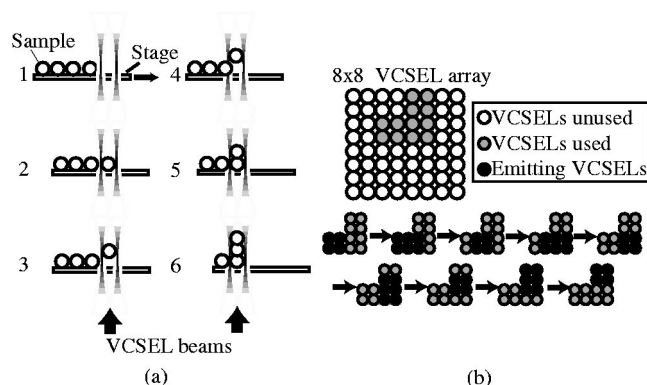 Sample
Stage
1
4
2
5
3
6
VCSEL beams
(a)
8x8 VCSEL array
VCSELs unused
VCSELs used
Emitting VCSELs
(b)